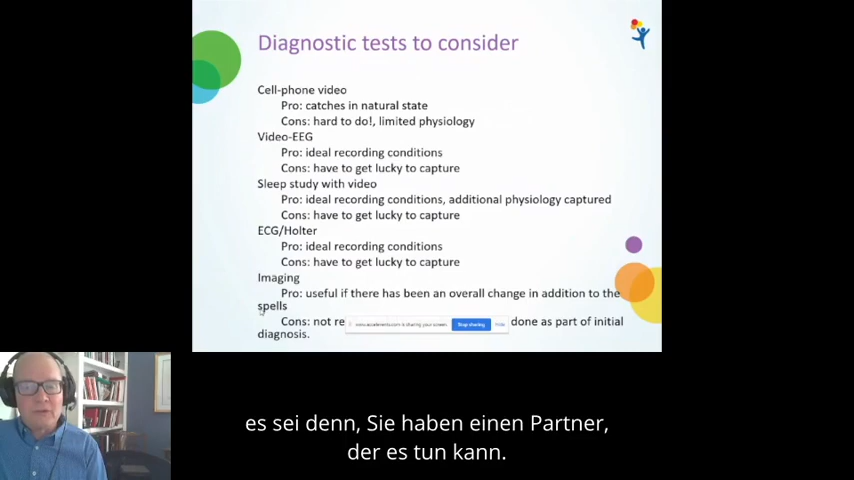 Diagnostic tests to consider
Cell-phone video
Pro: catches in natural state
Cons: hard to do!, limited physiology
Video-EEG
Pro: ideal recording conditions
Cons: have to get lucky to capture
Sleep study with video
Pro: ideal recording conditions, additional physiology captured
Cons: have to get lucky to capture
ECG/Holter
Pro: ideal recording conditions
Cons: have to get lucky to capture
Imaging
Pro: useful if there has been an overall change in addition to the
spells
Cons: not re done as part of initial
is sharing your screen. Stop sharing Hide
diagnosis.
es sei denn, Sie haben einen Partner,
der es tun kann.